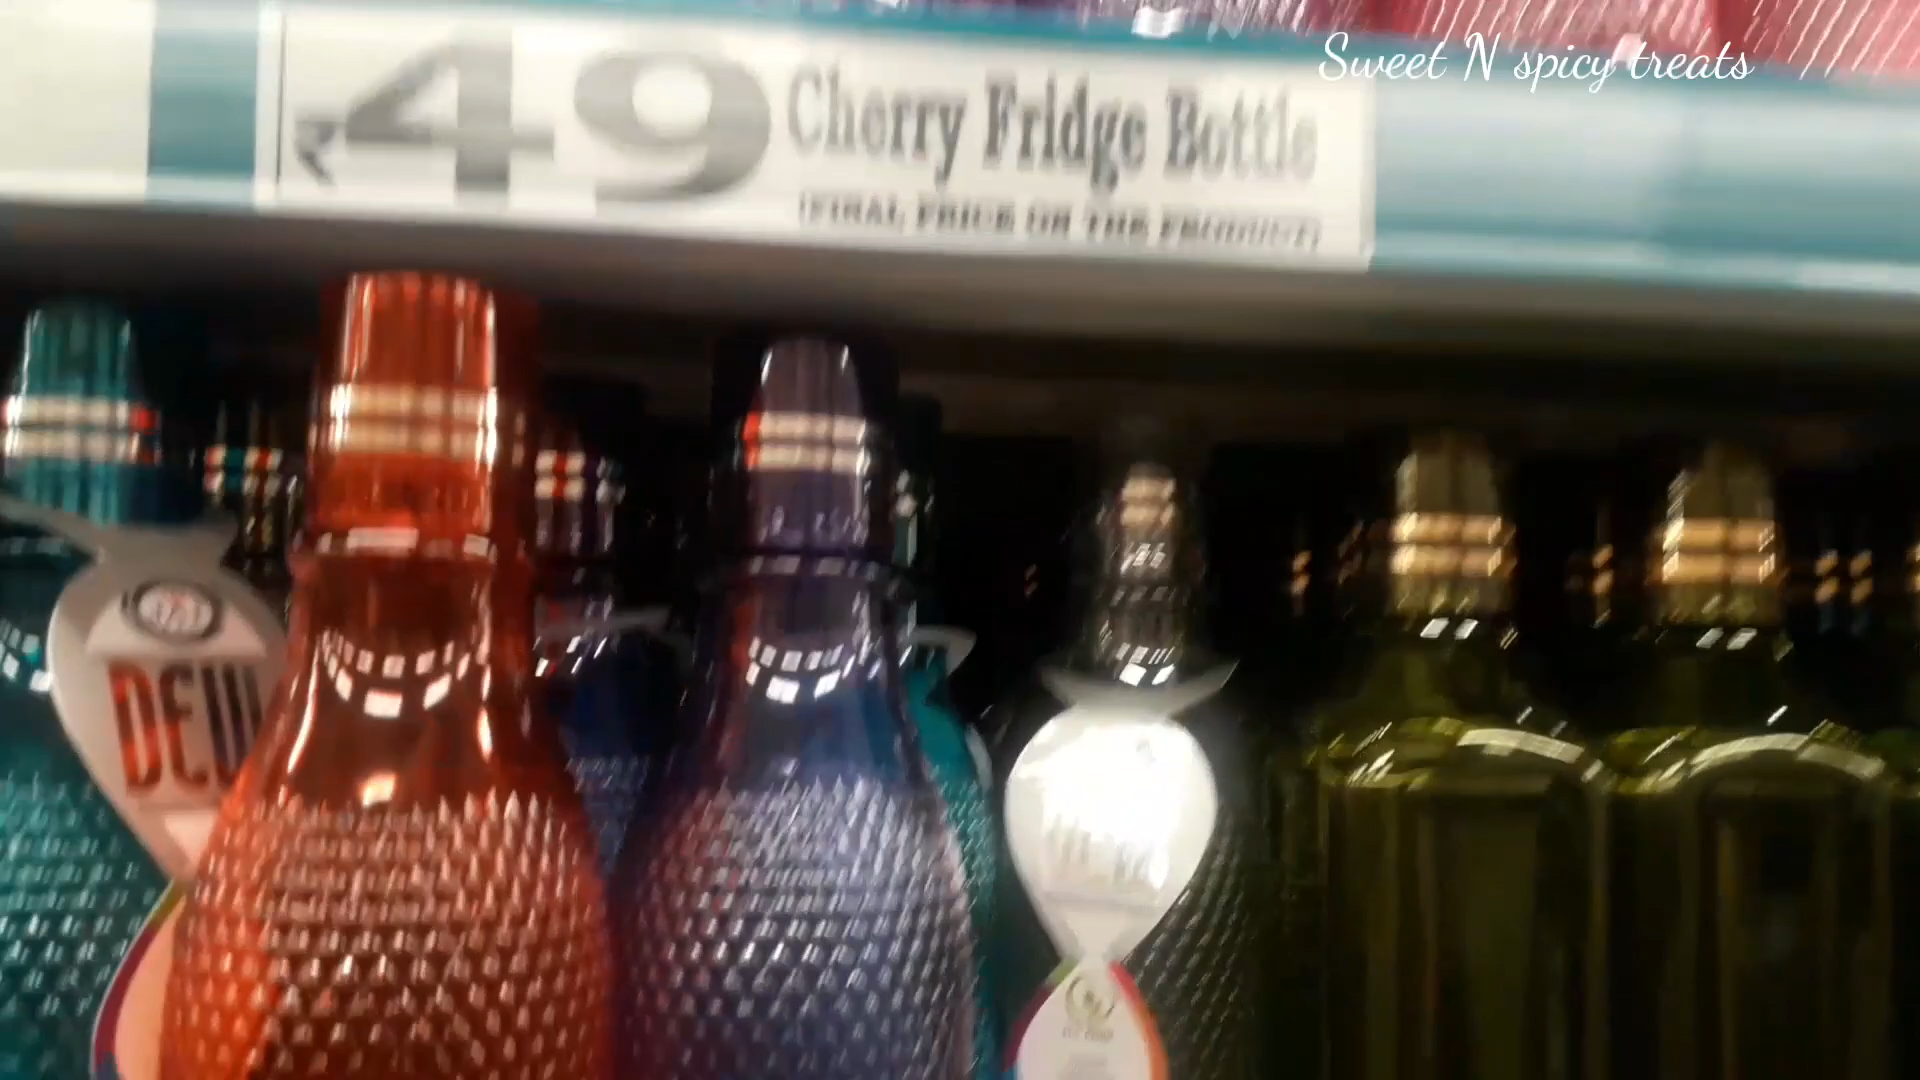 Sweet N spicy treats
₹49 Cherry Fridge Bottle
(FINAL PRICE ON THE PRODUCT)
DEW